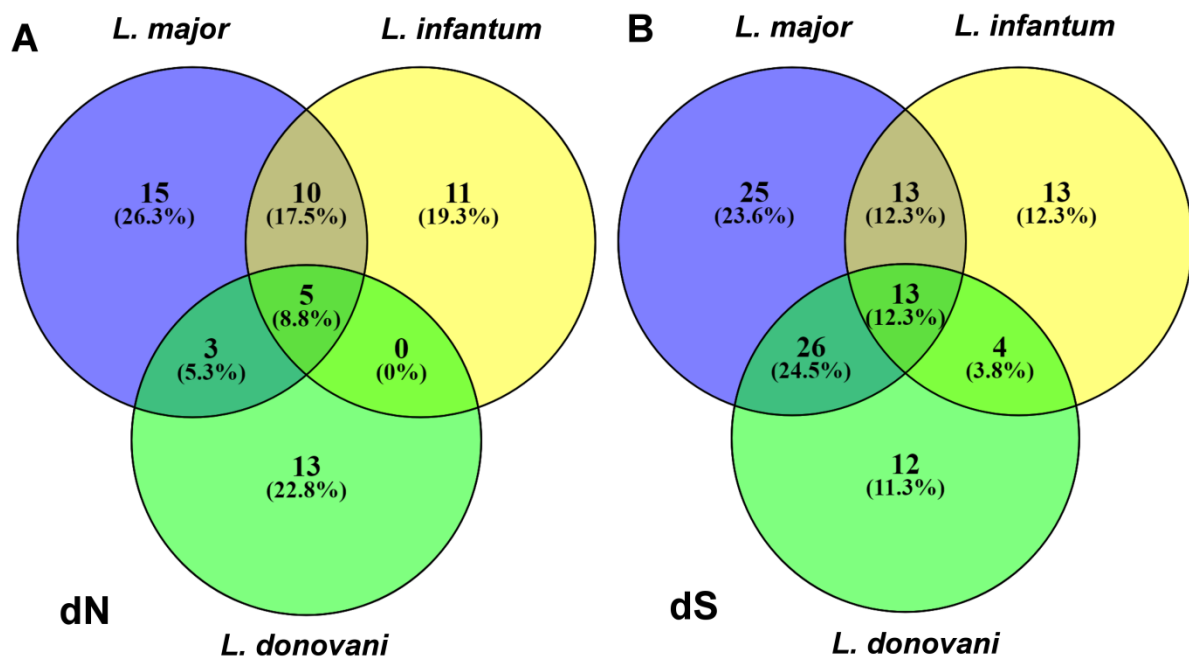 A
L. major
L. infantum
15
(26.3%)
10
(17.5%)
11
(19.3%)
5
(8.8%)
3
(5.3%)
0
(0%)
13
(22.8%)
dN
L. donovani
B
L. major
L. infantum
25
(23.6%)
13
(12.3%)
13
(12.3%)
13
(12.3%)
26
(24.5%)
4
(3.8%)
12
(11.3%)
dS
L. donovani